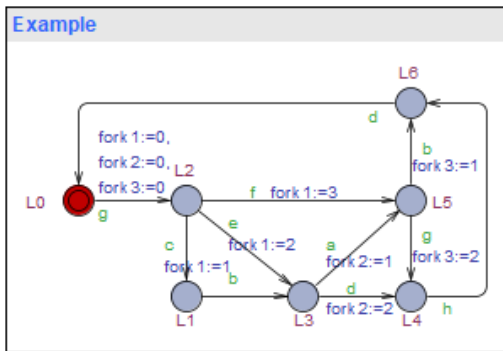 Example
L6
d
fork 1:=0,
fork 2:=0,
fork 3:=0
b
fork 3:=1
L2
L0
g
f
fork 1:=3
L5
e
c
fork 1:=2
a
g
fork 1:=1
fork 2:=1
fork 3:=2
b
d
fork 2:=2
h
L1
L3
L4